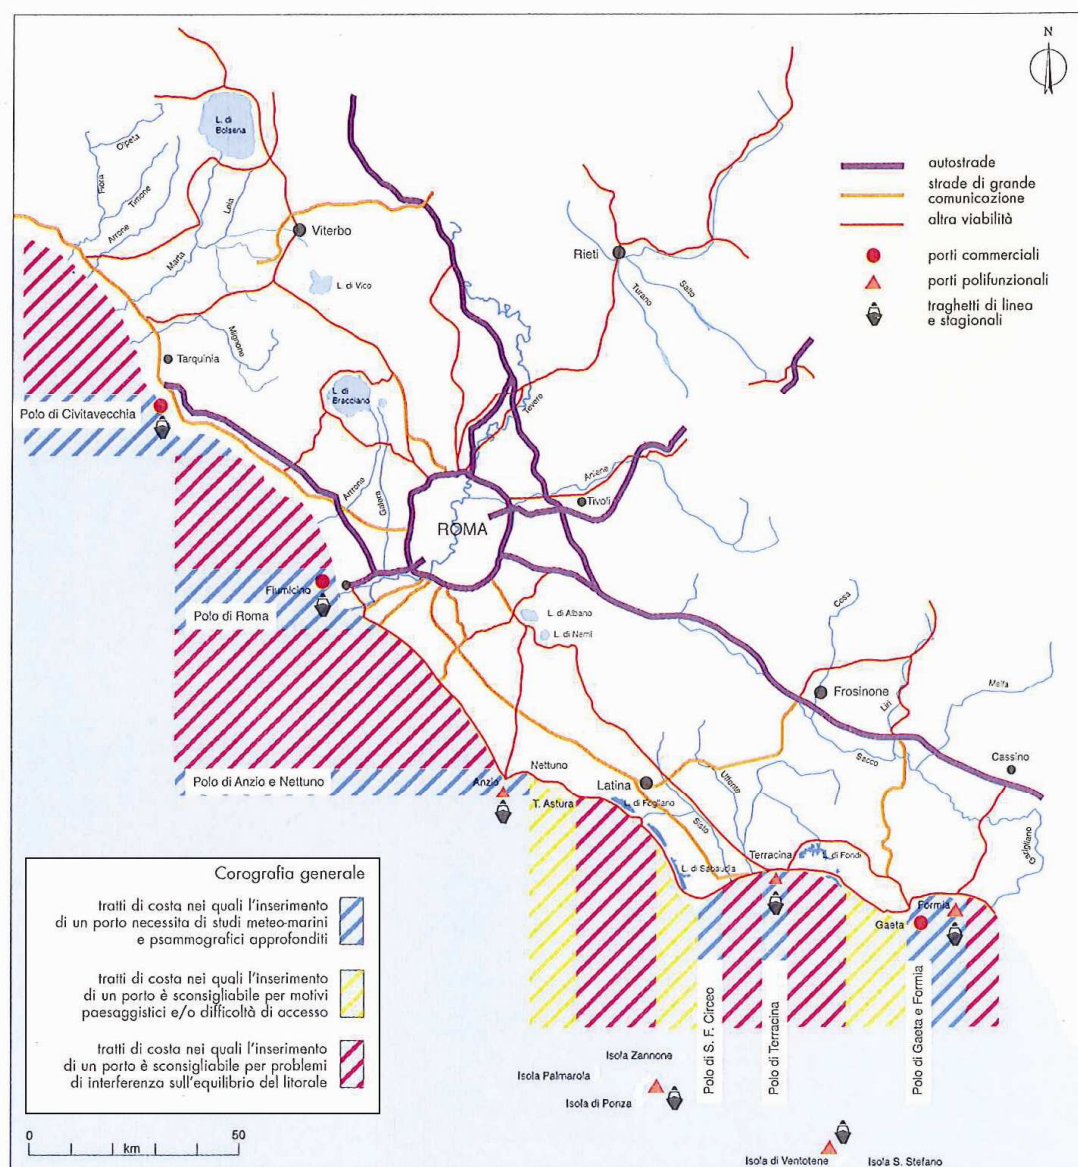 N
L. di
Bolsena
Olpeta
Fiora
Timone
Arrone
Leia
Marta
autostrade
strade di grande
comunicazione
altra viabilità
Viterbo
Rieti
porti commerciali
porti polifunzionali
traghetti di linea
e stagionali
L. di Vico
Turano
Salto
Mignone
Tarquinia
L. di
Bracciano
Tevere
Polo di Civitavecchia
Arrone
Galera
Aniene
Tivoli
ROMA
Fiumicino
Polo di Roma
L. di Albano
L. di Nemi
Cosa
Frosinone
Liri
Melfa
Sacco
Cassino
Nettuno
Polo di Anzio e Nettuno
Anzio
T. Astura
Latina
L. di Fogliano
Ufente
Sisto
Garigliano
Terracina
L. di Fondi
L. di Sabaudia
Formia
Gaeta
Corografia generale
tratti di costa nei quali l'inserimento
di un porto necessita di studi meteo-marini
e psammografici approfonditi
tratti di costa nei quali l'inserimento
di un porto è sconsigliabile per motivi
paesaggistici e/o difficoltà di accesso
tratti di costa nei quali l'inserimento
di un porto è sconsigliabile per problemi
di interferenza sull'equilibrio del litorale
Polo di S. F. Circeo
Polo di Terracina
Polo di Gaeta e Formia
Isola Zannone
Isola Palmarola
Isola di Ponza
Isola di Ventotene
Isola S. Stefano
0 50
km